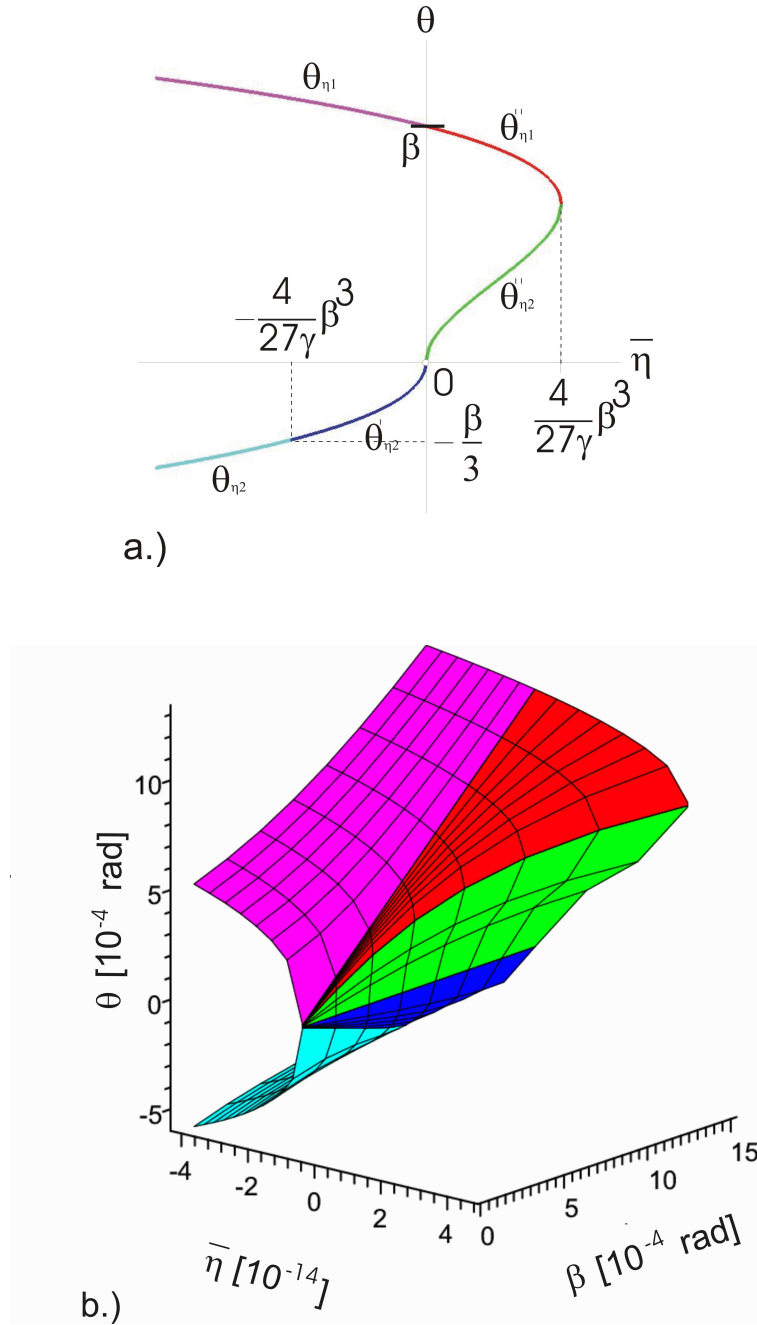 θ
θη1
θ''η1
β
-4/27γ β3
θ''η2
η̅
0
4/27γ β3
θ'η2
-β/3
θη2
a.)
10
5
0
-5
θ [10-4 rad]
-4
-2
0
2
4
η̅ [10-14]
0
5
10
15
β [10-4 rad]
b.)